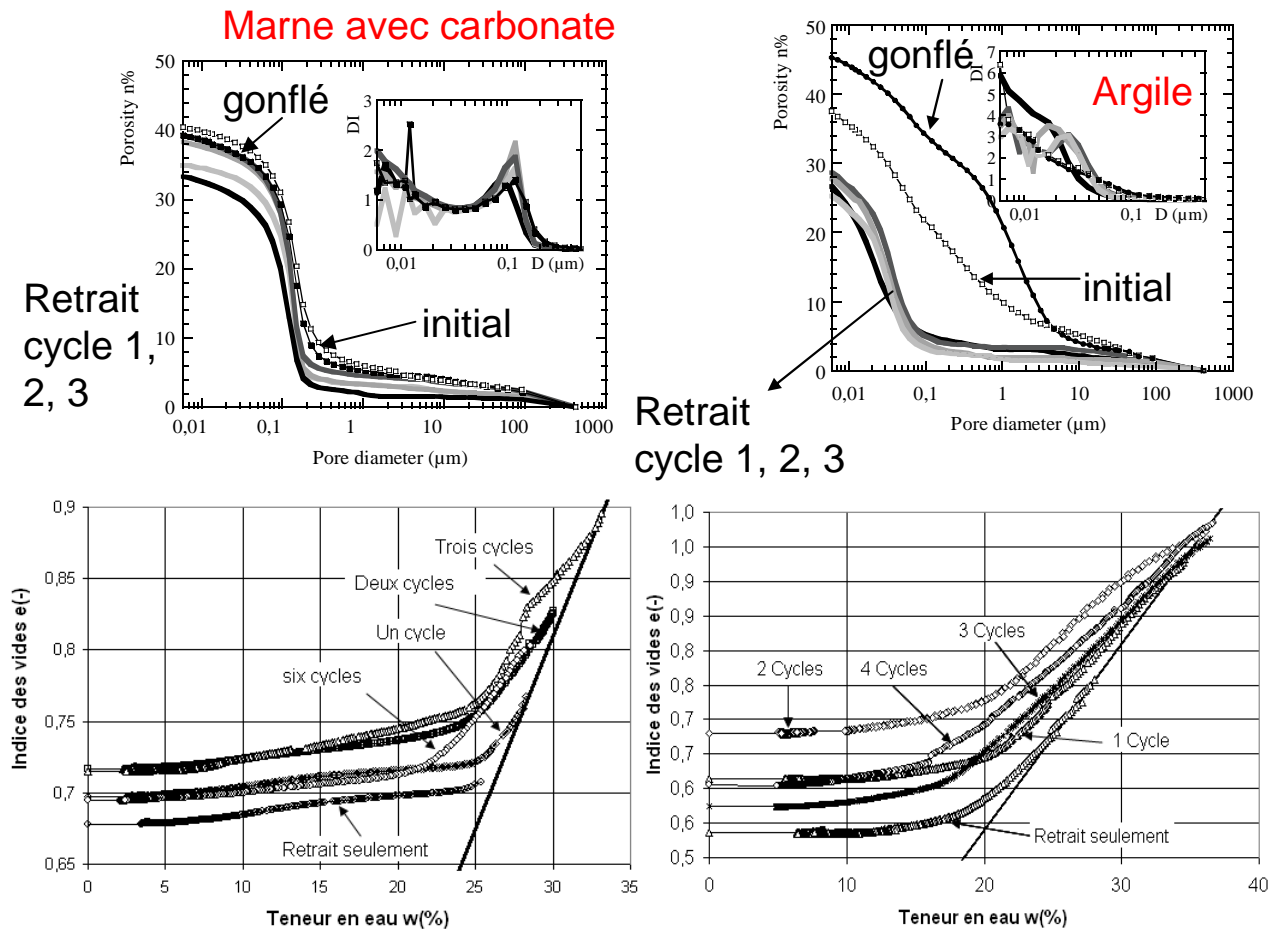 Marne avec carbonate
50
40
30
20
10
0
Porosity n%
gonflé
3
2
1
0
DI
0,01
0,1
D (µm)
initial
Retrait
cycle 1,
2, 3
0,01
0,1
1
10
100
1000
Pore diameter (µm)
50
40
30
20
10
0
Porosity n%
gonflé
7
6
5
4
3
2
1
0
DI
Argile
0,01
0,1
D (µm)
initial
0,01
0,1
1
10
100
1000
Pore diameter (µm)
Retrait
cycle 1, 2, 3
0,9
0,85
0,8
0,75
0,7
0,65
Indice des vides e(-)
Trois cycles
Deux cycles
Un cycle
six cycles
Retrait seulement
0
5
10
15
20
25
30
35
Teneur en eau w(%)
1,0
1,0
0,9
0,9
0,8
0,8
0,7
0,7
0,6
0,6
0,5
Indice des vides e(-)
3 Cycles
2 Cycles
4 Cycles
1 Cycle
Retrait seulement
0
10
20
30
40
Teneur en eau w(%)